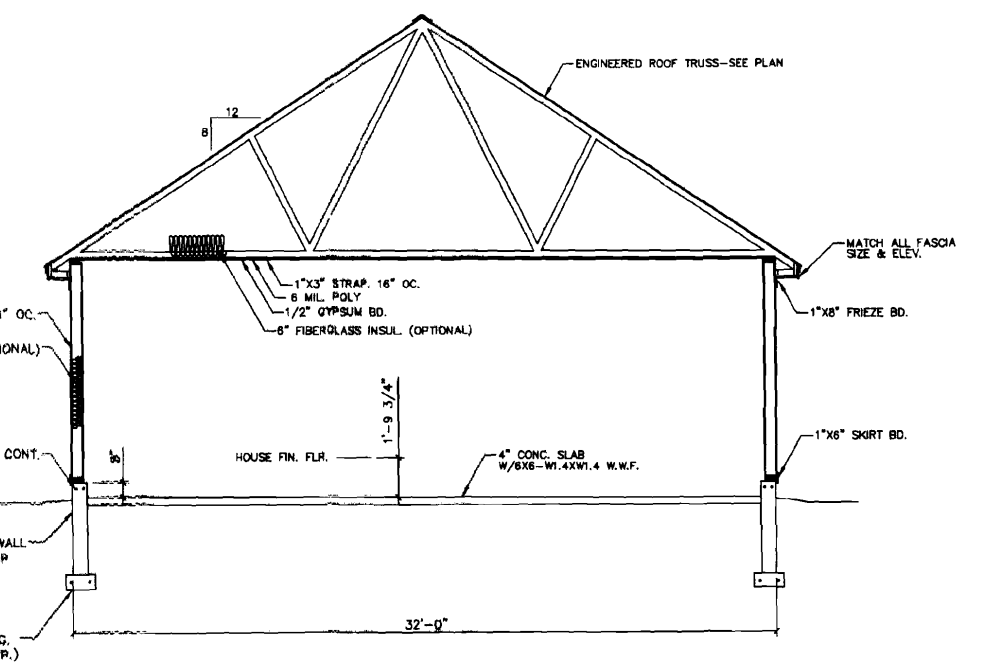 ENGINEERED ROOF TRUSS-SEE PLAN
12
8
MATCH ALL FASCIA
SIZE & ELEV.
1"X3" STRAP. 16" OC.
6 MIL. POLY
1/2" GYPSUM BD.
6" FIBERGLASS INSUL. (OPTIONAL)
" OC.
IONAL)
1"X8" FRIEZE BD.
1'-9 3/4"
1"X6" SKIRT BD.
CONT.
8"
HOUSE FIN. FLR.
4" CONC. SLAB
W/6X6-W1.4XW1.4 W.W.F.
WALL
32'-0"
G.
P.)